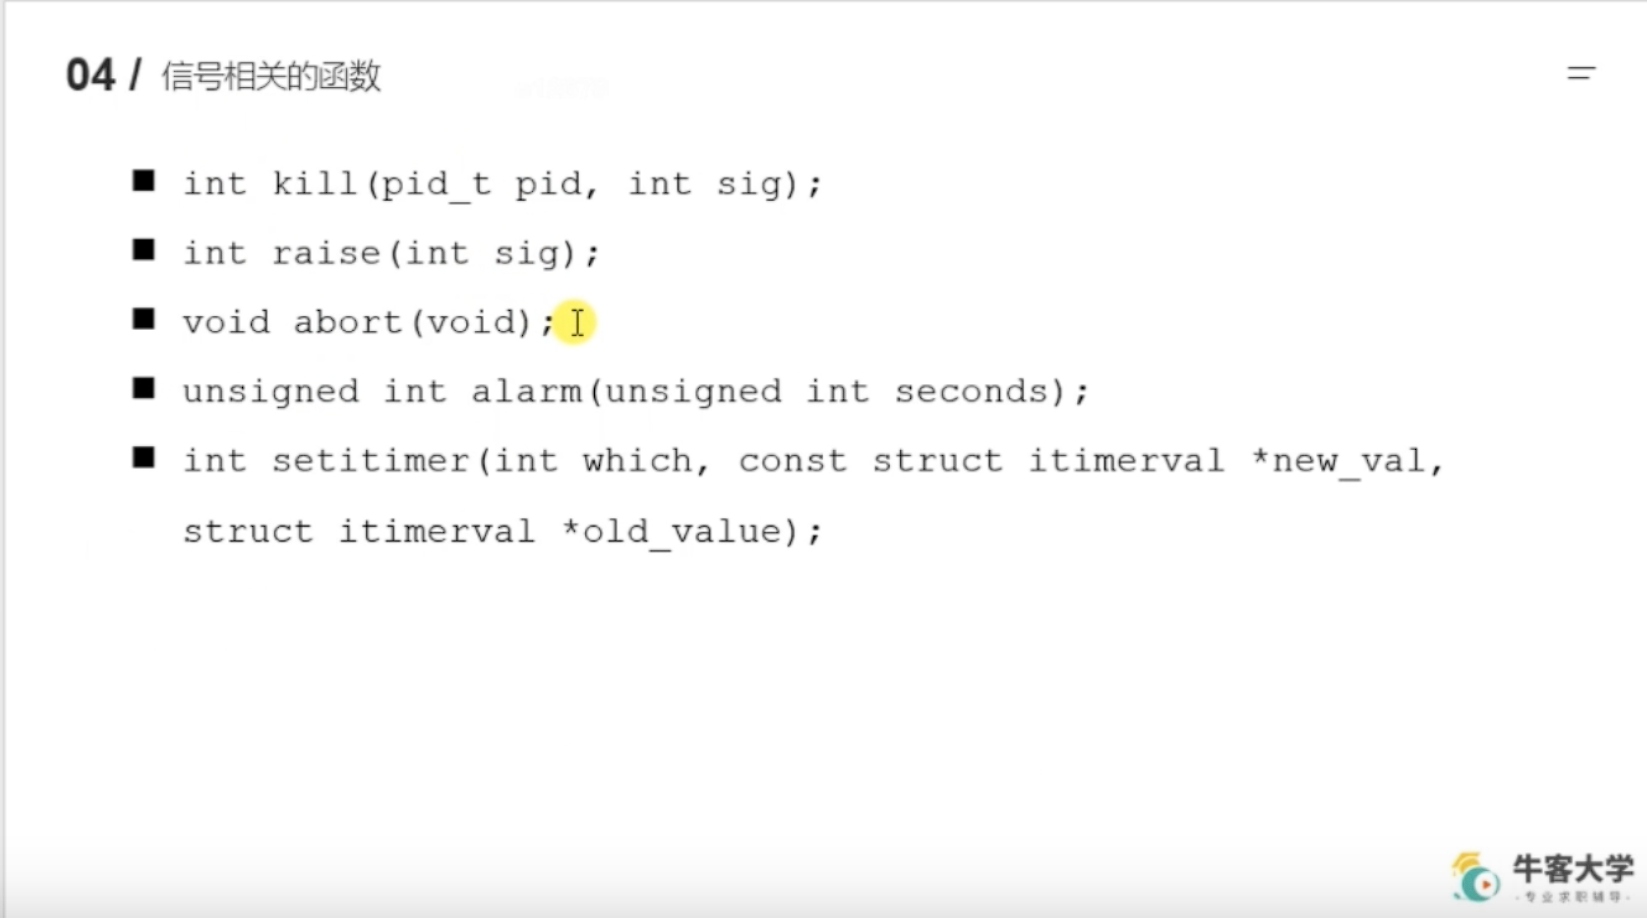 04 / 信号相关的函数
■ int kill(pid_t pid, int sig);
■ int raise(int sig);
■ void abort(void);
■ unsigned int alarm(unsigned int seconds);
■ int setitimer(int which, const struct itimerval *new_val,
struct itimerval *old_value);
牛客大学
·专业求职辅导·